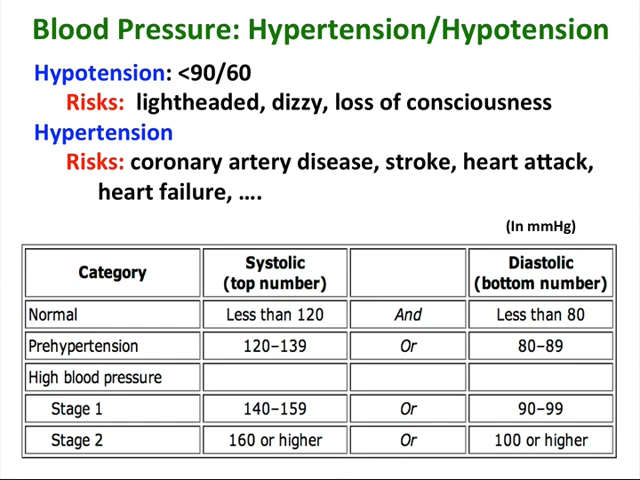 Blood Pressure: Hypertension/Hypotension
Hypotension: <90/60
Risks: lightheaded, dizzy, loss of consciousness
Hypertension
Risks: coronary artery disease, stroke, heart attack,
heart failure, ....
(In mmHg)
Category Systolic (top number) Diastolic (bottom number)
Normal Less than 120 And Less than 80
Prehypertension 120–139 Or 80–89
High blood pressure
Stage 1 140–159 Or 90–99
Stage 2 160 or higher Or 100 or higher